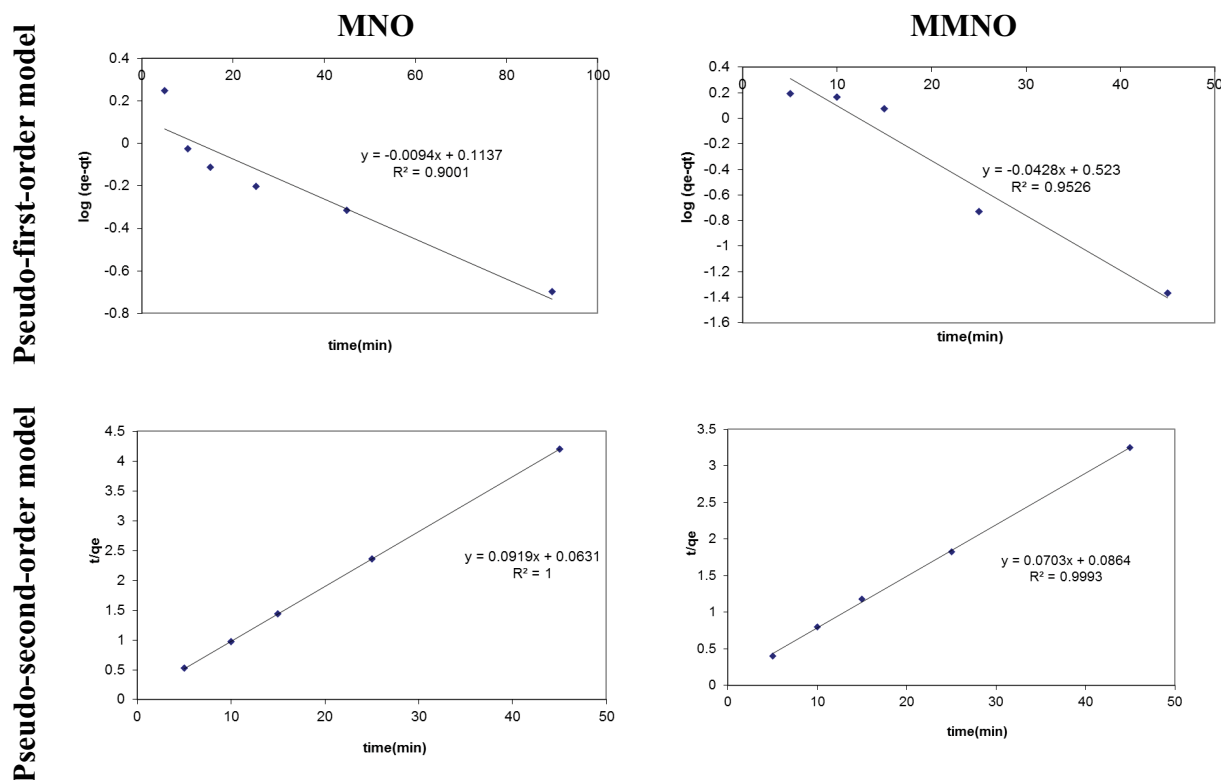 MNO
MMNO
Pseudo-first-order model
0.4
0.2
0
-0.2
-0.4
-0.6
-0.8
0 20 40 60 80 100
log (qe-qt)
y = -0.0094x + 0.1137
R² = 0.9001
time(min)
0.4
0.2
0
-0.2
-0.4
-0.6
-0.8
-1
-1.2
-1.4
-1.6
0 10 20 30 40 50
log (qe-qt)
y = -0.0428x + 0.523
R² = 0.9526
time(min)
Pseudo-second-order model
4.5
4
3.5
3
2.5
2
1.5
1
0.5
0
t/qe
y = 0.0919x + 0.0631
R² = 1
0 10 20 30 40 50
time(min)
3.5
3
2.5
2
1.5
1
0.5
0
t/qe
y = 0.0703x + 0.0864
R² = 0.9993
0 10 20 30 40 50
time(min)